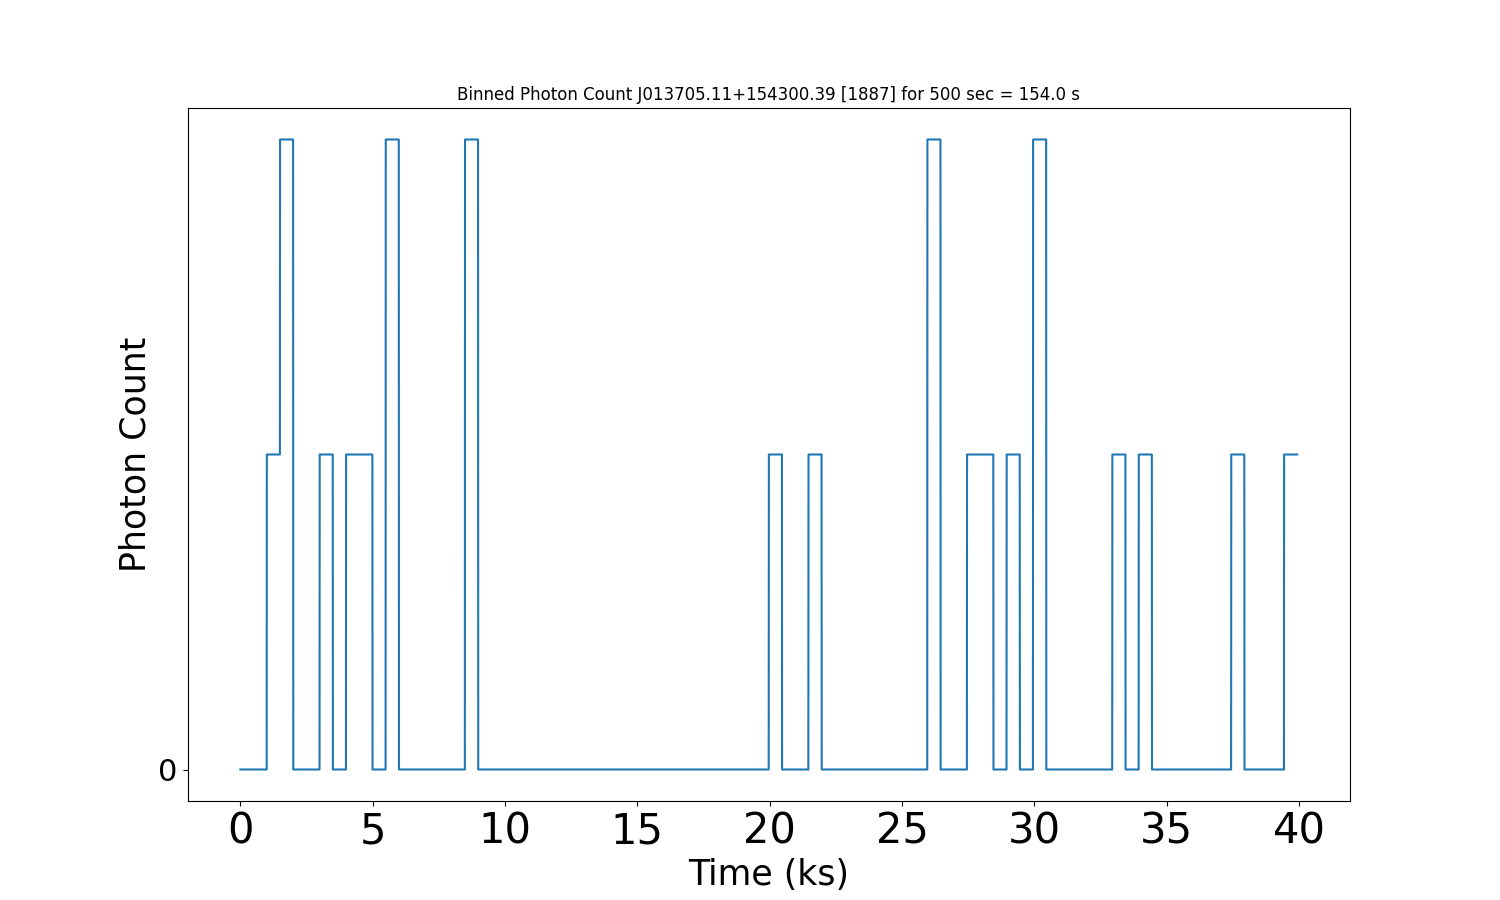 Binned Photon Count J013705.11+154300.39 [1887] for 500 sec = 154.0 s
Photon Count
0
0 5 10 15 20 25 30 35 40
Time (ks)